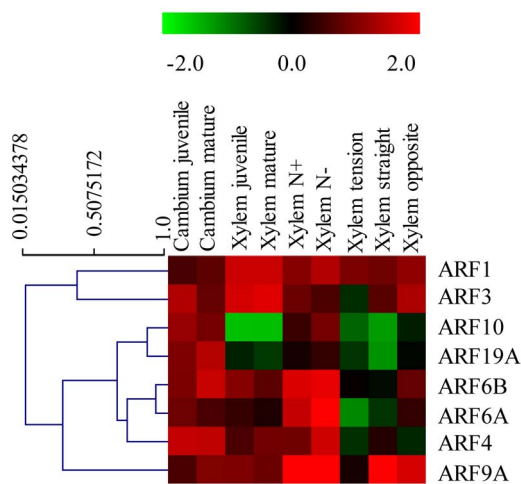 -2.0 0.0 2.0
0.015034378
0.5075172
1.0
Cambium juvenile
Cambium mature
Xylem juvenile
Xylem mature
Xylem N+
Xylem N-
Xylem tension
Xylem straight
Xylem opposite
ARF1
ARF3
ARF10
ARF19A
ARF6B
ARF6A
ARF4
ARF9A